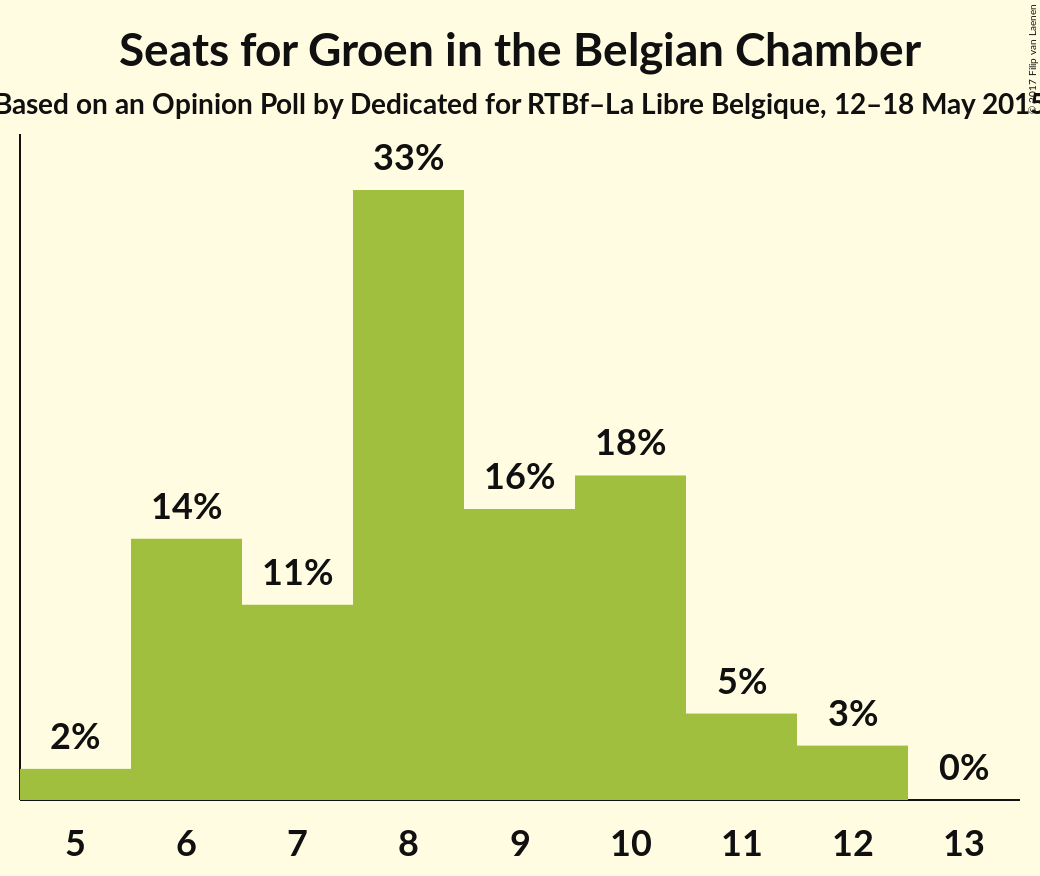 Seats for Groen in the Belgian Chamber
Based on an Opinion Poll by Dedicated for RTBf–La Libre Belgique, 12–18 May 2015
© 2017 Filip van Laenen
33%
18%
16%
14%
11%
5%
3%
2%
0%
5 6 7 8 9 10 11 12 13